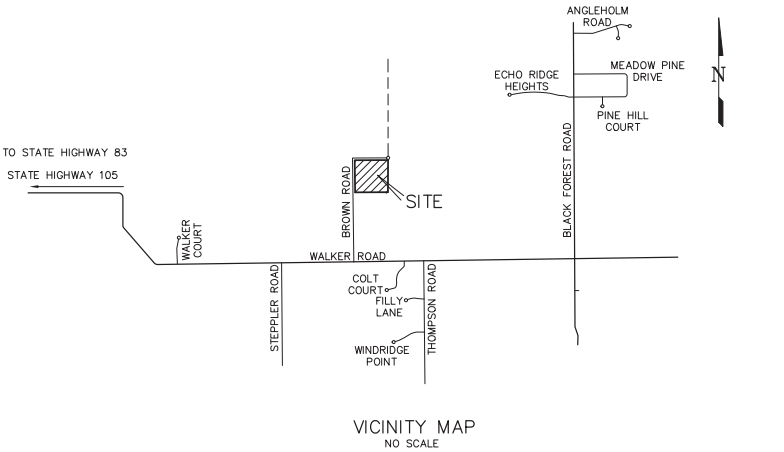 ANGLEHOLM
ROAD
MEADOW PINE
DRIVE
N
ECHO RIDGE
HEIGHTS
PINE HILL
COURT
TO STATE HIGHWAY 83
STATE HIGHWAY 105
BROWN ROAD
BLACK FOREST ROAD
SITE
WALKER
COURT
WALKER ROAD
STEPPLER ROAD
COLT
COURT
FILLY
LANE
THOMPSON ROAD
WINDRIDGE
POINT
VICINITY MAP
NO SCALE